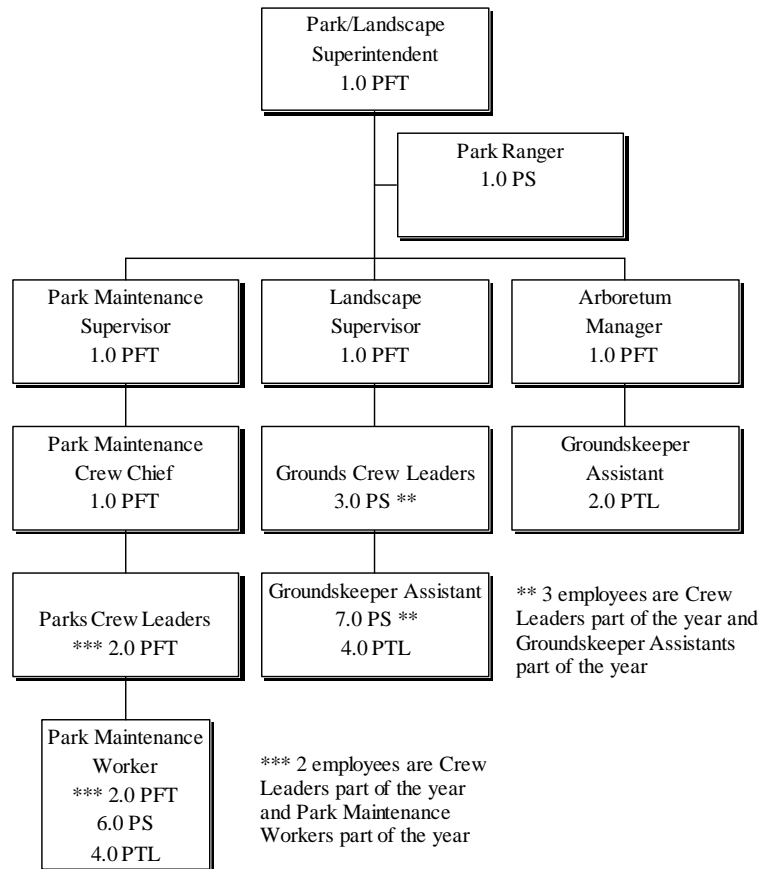 Park/Landscape
Superintendent
1.0 PFT
Park Ranger
1.0 PS
Park Maintenance
Supervisor
1.0 PFT
Landscape
Supervisor
1.0 PFT
Arboretum
Manager
1.0 PFT
Park Maintenance
Crew Chief
1.0 PFT
Grounds Crew Leaders
3.0 PS **
Groundskeeper
Assistant
2.0 PTL
Parks Crew Leaders
*** 2.0 PFT
Groundskeeper Assistant
7.0 PS **
4.0 PTL
** 3 employees are Crew
Leaders part of the year and
Groundskeeper Assistants
part of the year
Park Maintenance
Worker
*** 2.0 PFT
6.0 PS
4.0 PTL
*** 2 employees are Crew
Leaders part of the year
and Park Maintenance
Workers part of the year